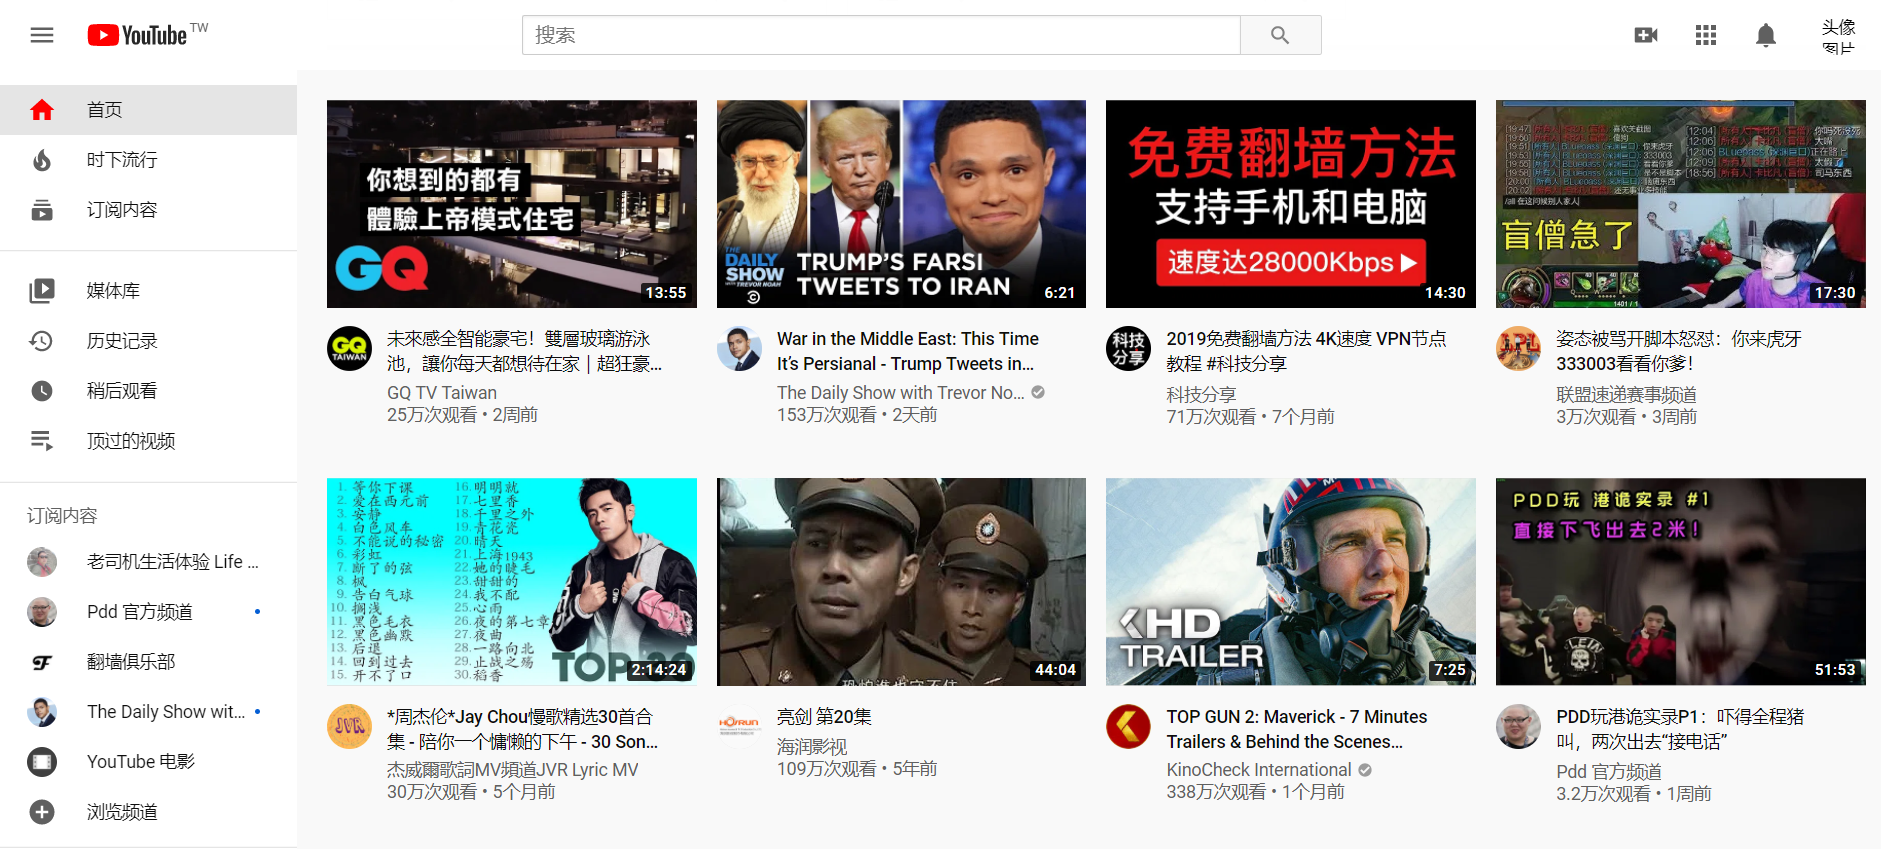 YouTube TW
搜索
头像
图片
首页
时下流行
订阅内容
媒体库
历史记录
稍后观看
顶过的视频
订阅内容
老司机生活体验 Life ...
Pdd 官方频道
翻墙俱乐部
The Daily Show wit...
YouTube 电影
浏览频道
你想到的都有
體驗上帝模式住宅
GQ
13:55
GQ
TAIWAN
未來感全智能豪宅！雙層玻璃游泳
池，讓你每天都想待在家｜超狂豪...
GQ TV Taiwan
25万次观看 • 2周前
THE
DAILY
SHOW
WITH TREVOR NOAH
TRUMP'S FARSI
TWEETS TO IRAN
6:21
War in the Middle East: This Time
It's Persianal - Trump Tweets in...
The Daily Show with Trevor No...
153万次观看 • 2天前
免费翻墙方法
支持手机和电脑
速度达28000Kbps
14:30
科技
分享
2019免费翻墙方法 4K速度 VPN节点
教程 #科技分享
科技分享
71万次观看 • 7个月前
/all 在这问候别人家人
盲僧急了
17:30
姿态被骂开脚本怒怼：你来虎牙
333003看看你爹！
联盟速递赛事频道
3万次观看 • 3周前
1. 等你下课 16. 明明就
2. 爱在西元前 17. 七里香
3. 安静 18. 千里之外
4. 白色风车 19. 青花瓷
5. 不能说的秘密 20. 晴天
6. 彩虹 21. 上海1943
7. 断了的弦 22. 她的睫毛
8. 枫 23. 甜甜的
9. 告白气球 24. 我不配
10. 搁浅 25. 心雨
11. 黑色毛衣 26. 夜的第七章
12. 黑色幽默 27. 夜曲
13. 后退 28. 一路向北
14. 回到过去 29. 止战之殇
15. 开不了口 30. 稻香
TOP 30
2:14:24
JVR
*周杰伦*Jay Chou慢歌精选30首合
集 - 陪你一个慵懒的下午 - 30 Son...
杰威爾歌詞MV頻道JVR Lyric MV
30万次观看 • 5个月前
44:04
亮剑 第20集
海润影视
109万次观看 • 5年前
HD
TRAILER
7:25
TOP GUN 2: Maverick - 7 Minutes
Trailers & Behind the Scenes...
KinoCheck International
338万次观看 • 1个月前
PDD玩 港诡实录 #1
直接下飞出去2米！
51:53
PDD玩港诡实录P1：吓得全程猪
叫，两次出去“接电话”
Pdd 官方频道
3.2万次观看 • 1周前